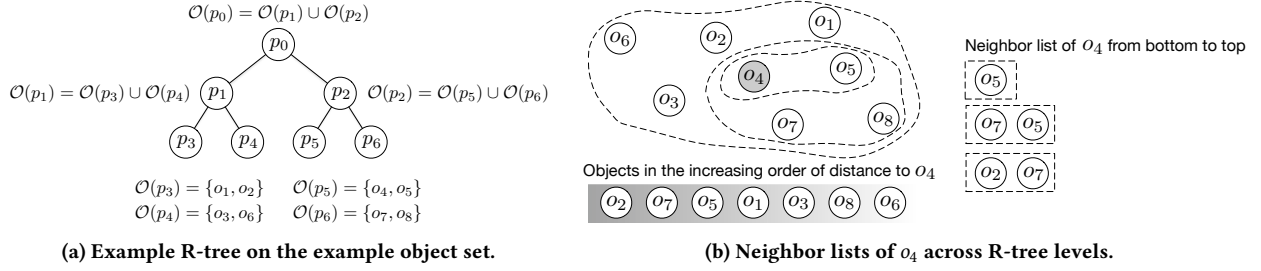 𝒪(p₀) = 𝒪(p₁) ∪ 𝒪(p₂)
p₀
𝒪(p₁) = 𝒪(p₃) ∪ 𝒪(p₄)
p₁
p₂
𝒪(p₂) = 𝒪(p₅) ∪ 𝒪(p₆)
p₃
p₄
p₅
p₆
𝒪(p₃) = {o₁, o₂} 𝒪(p₅) = {o₄, o₅}
𝒪(p₄) = {o₃, o₆} 𝒪(p₆) = {o₇, o₈}
(a) Example R-tree on the example object set.
o₆
o₂
o₁
o₄
o₅
o₃
o₇
o₈
Objects in the increasing order of distance to o₄
o₂ o₇ o₅ o₁ o₃ o₈ o₆
Neighbor list of o₄ from bottom to top
o₅
o₇ o₅
o₂ o₇
(b) Neighbor lists of o₄ across R-tree levels.